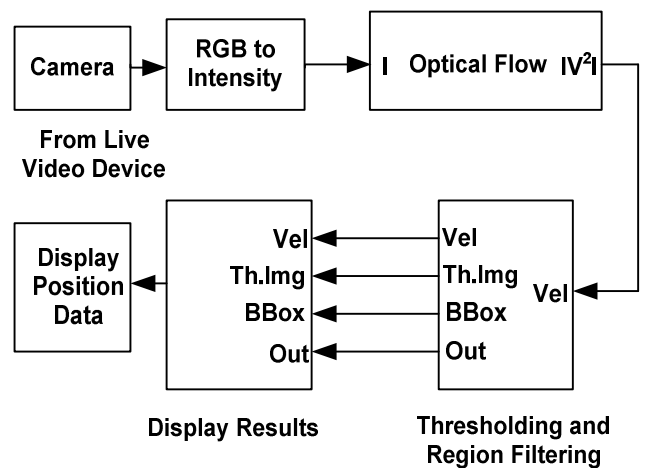 Camera
RGB to
Intensity
I Optical Flow IV²I
From Live
Video Device
Display
Position
Data
Vel
Th.Img
BBox
Out
Vel
Th.Img
BBox
Out
Vel
Display Results
Thresholding and
Region Filtering